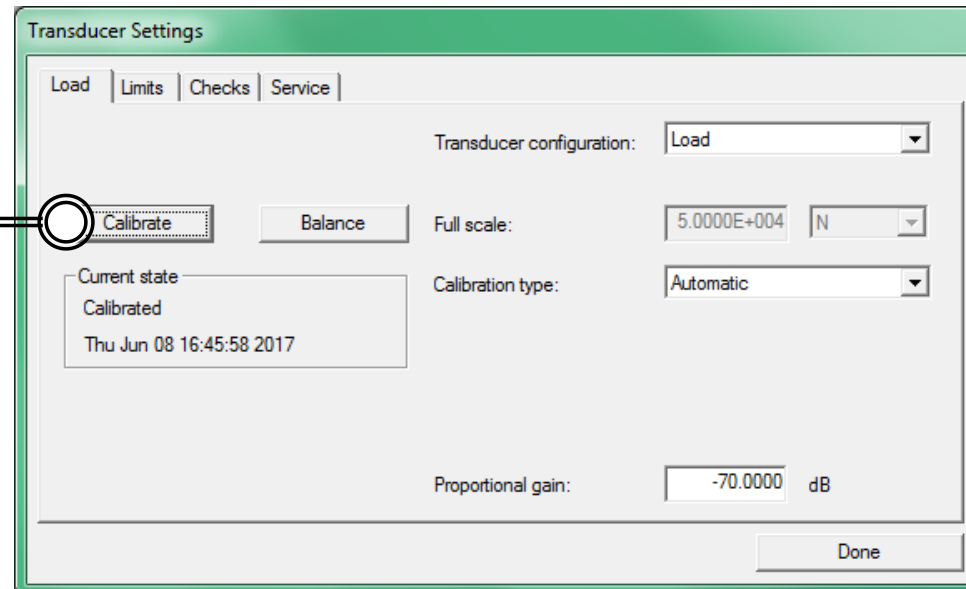 Transducer Settings
Load Limits Checks Service
Transducer configuration: Load
Calibrate Balance Full scale: 5.0000E+004 N
Current state
Calibrated
Thu Jun 08 16:45:58 2017
Calibration type: Automatic
Proportional gain: -70.0000 dB
Done